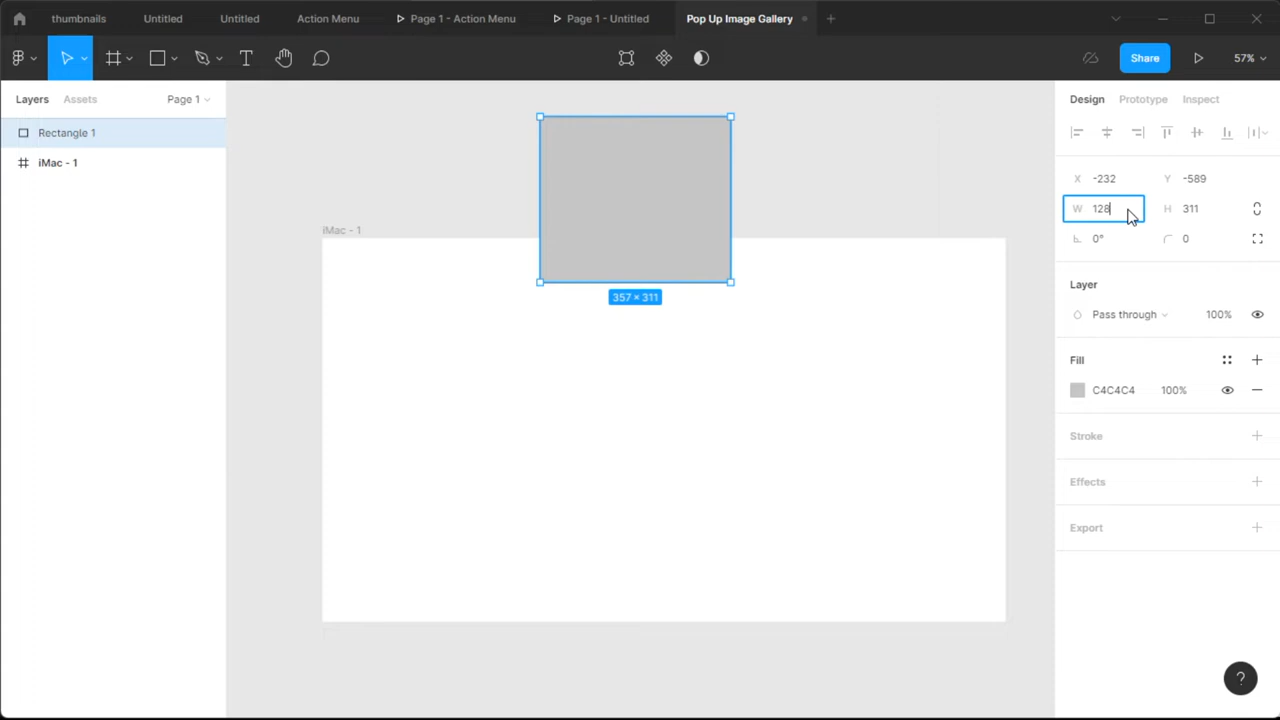 thumbnails Untitled Untitled Action Menu Page 1 - Action Menu Page 1 - Untitled Pop Up Image Gallery
T Share 57%
Layers Assets Page 1 Design Prototype Inspect
Rectangle 1
iMac - 1
X -232 Y -589
W 128 H 311
0° 0
iMac - 1
357 × 311
Layer
Pass through 100%
Fill
C4C4C4 100%
Stroke
Effects
Export
?